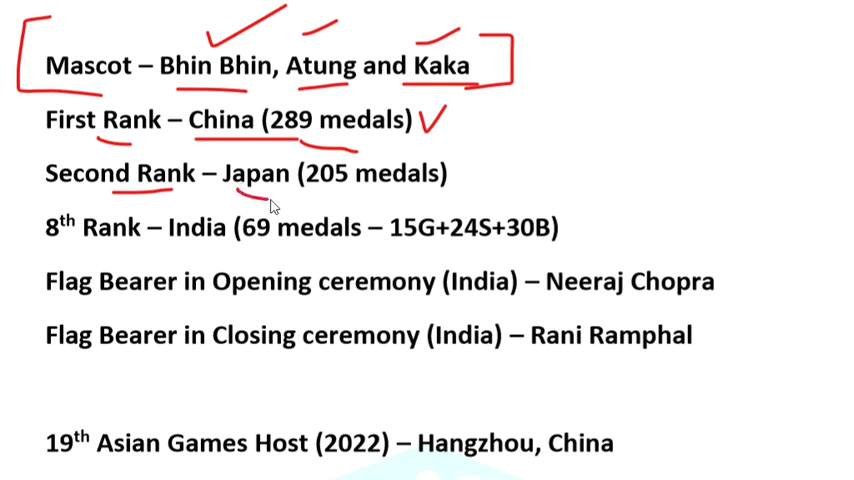 Mascot – Bhin Bhin, Atung and Kaka
First Rank – China (289 medals)
Second Rank – Japan (205 medals)
8th Rank – India (69 medals – 15G+24S+30B)
Flag Bearer in Opening ceremony (India) – Neeraj Chopra
Flag Bearer in Closing ceremony (India) – Rani Ramphal
19th Asian Games Host (2022) – Hangzhou, China